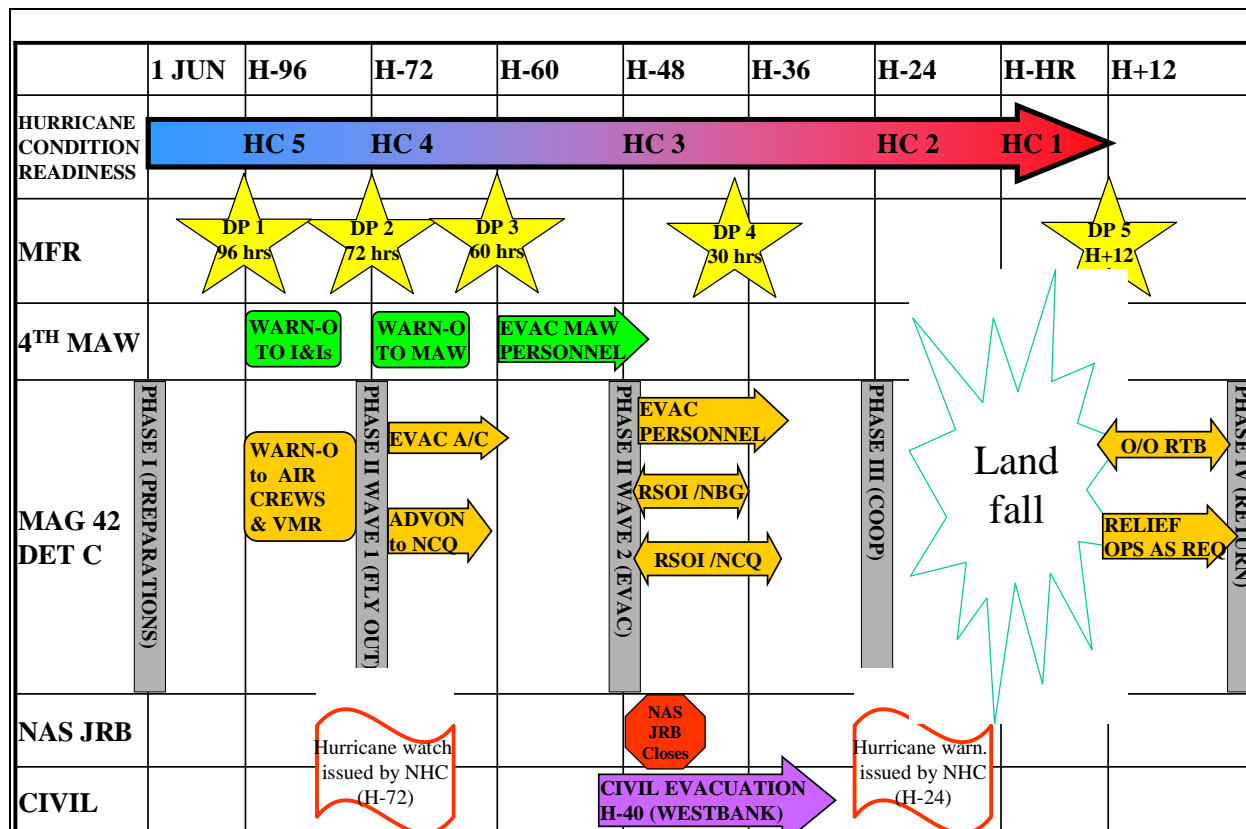 1 JUN H-96 H-72 H-60 H-48 H-36 H-24 H-HR H+12
HURRICANE
CONDITION
READINESS
HC 5 HC 4 HC 3 HC 2 HC 1
MFR
DP 1
96 hrs
DP 2
72 hrs
DP 3
60 hrs
DP 4
30 hrs
DP 5
H+12
4TH MAW
WARN-O
TO I&Is
WARN-O
TO MAW
EVAC MAW
PERSONNEL
MAG 42
DET C
PHASE I (PREPARATIONS)
WARN-O
to AIR
CREWS
& VMR
PHASE II WAVE 1 (FLY OUT)
EVAC A/C
ADVON
to NCQ
PHASE II WAVE 2 (EVAC)
EVAC
PERSONNEL
RSOI /NBG
RSOI /NCQ
PHASE III (COOP)
Land
fall
O/O RTB
RELIEF
OPS AS REQ
PHASE IV (RETURN)
NAS JRB
NAS
JRB
Closes
CIVIL
Hurricane watch
issued by NHC
(H-72)
CIVIL EVACUATION
H-40 (WESTBANK)
Hurricane warn.
issued by NHC
(H-24)